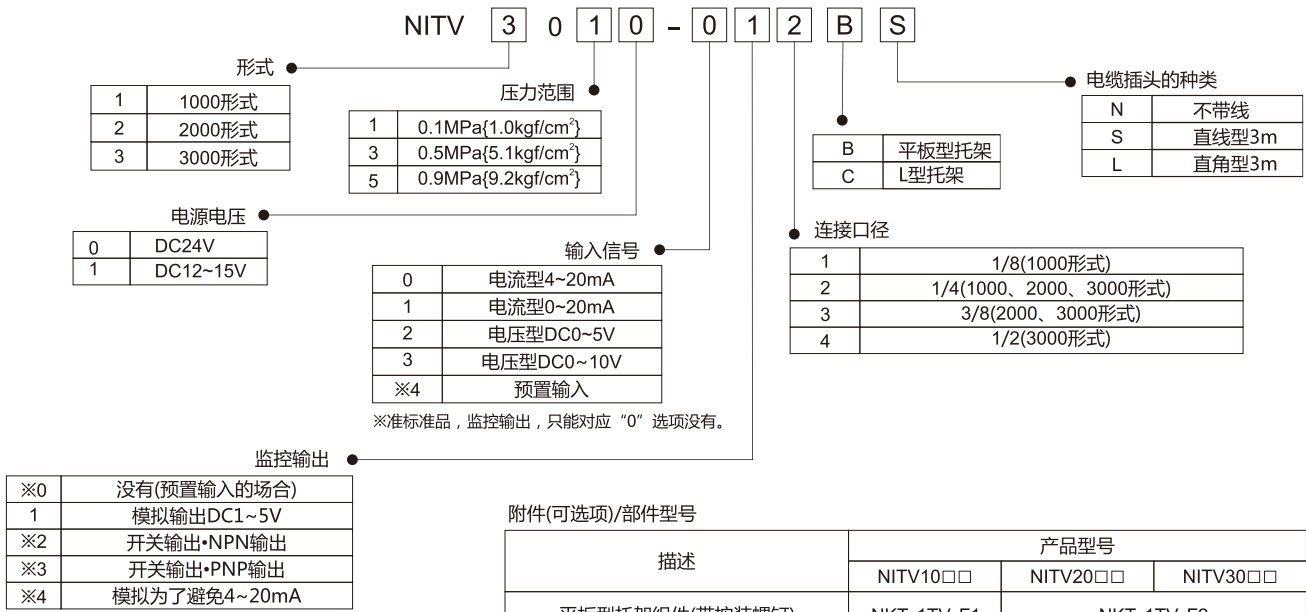 NITV 3 0 1 0 - 0 1 2 B S
形式
1 1000形式
2 2000形式
3 3000形式
压力范围
1 0.1MPa{1.0kgf/cm²}
3 0.5MPa{5.1kgf/cm²}
5 0.9MPa{9.2kgf/cm²}
电缆插头的种类
N 不带线
S 直线型3m
L 直角型3m
B 平板型托架
C L型托架
电源电压
0 DC24V
1 DC12~15V
输入信号
0 电流型4~20mA
1 电流型0~20mA
2 电压型DC0~5V
3 电压型DC0~10V
※4 预置输入
※准标准品，监控输出，只能对应“0”选项没有。
连接口径
1 1/8(1000形式)
2 1/4(1000、2000、3000形式)
3 3/8(2000、3000形式)
4 1/2(3000形式)
监控输出
※0 没有(预置输入的场合)
1 模拟输出DC1~5V
※2 开关输出•NPN输出
※3 开关输出•PNP输出
※4 模拟为了避免4~20mA
附件(可选项)/部件型号
描述 产品型号
NITV10□□ NITV20□□ NITV30□□